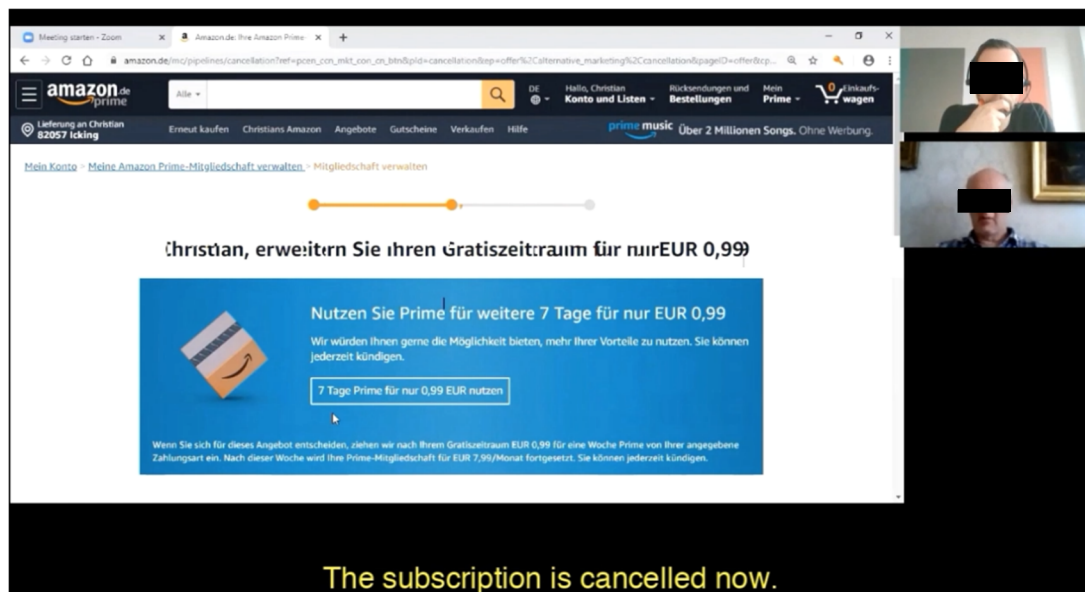 Meeting starten - Zoom
Amazon.de: Ihre Amazon Prime-
amazon.de/mc/pipelines/cancellation?ref=pcen_ccn_mkt_con_cn_btn&pId=cancellation&ep=offer%2Calternative_marketing%2Ccancellation&pageID=offer&cp...
amazon.de
prime
Alle
DE
Hallo, Christian
Konto und Listen
Rücksendungen und
Bestellungen
Mein
Prime
0 Einkaufs-
wagen
Lieferung an Christian
82057 Icking
Erneut kaufen Christians Amazon Angebote Gutscheine Verkaufen Hilfe
prime music Über 2 Millionen Songs. Ohne Werbung.
Mein Konto > Meine Amazon Prime-Mitgliedschaft verwalten > Mitgliedschaft verwalten
Christian, erweitern Sie Ihren Gratiszeitraum für nur EUR 0,99
Nutzen Sie Prime für weitere 7 Tage für nur EUR 0,99
Wir würden Ihnen gerne die Möglichkeit bieten, mehr Ihrer Vorteile zu nutzen. Sie können
jederzeit kündigen.
7 Tage Prime für nur 0,99 EUR nutzen
Wenn Sie sich für dieses Angebot entscheiden, ziehen wir nach Ihrem Gratiszeitraum EUR 0,99 für eine Woche Prime von Ihrer angegebene
Zahlungsart ein. Nach dieser Woche wird Ihre Prime-Mitgliedschaft für EUR 7,99/Monat fortgesetzt. Sie können jederzeit kündigen.
The subscription is cancelled now.